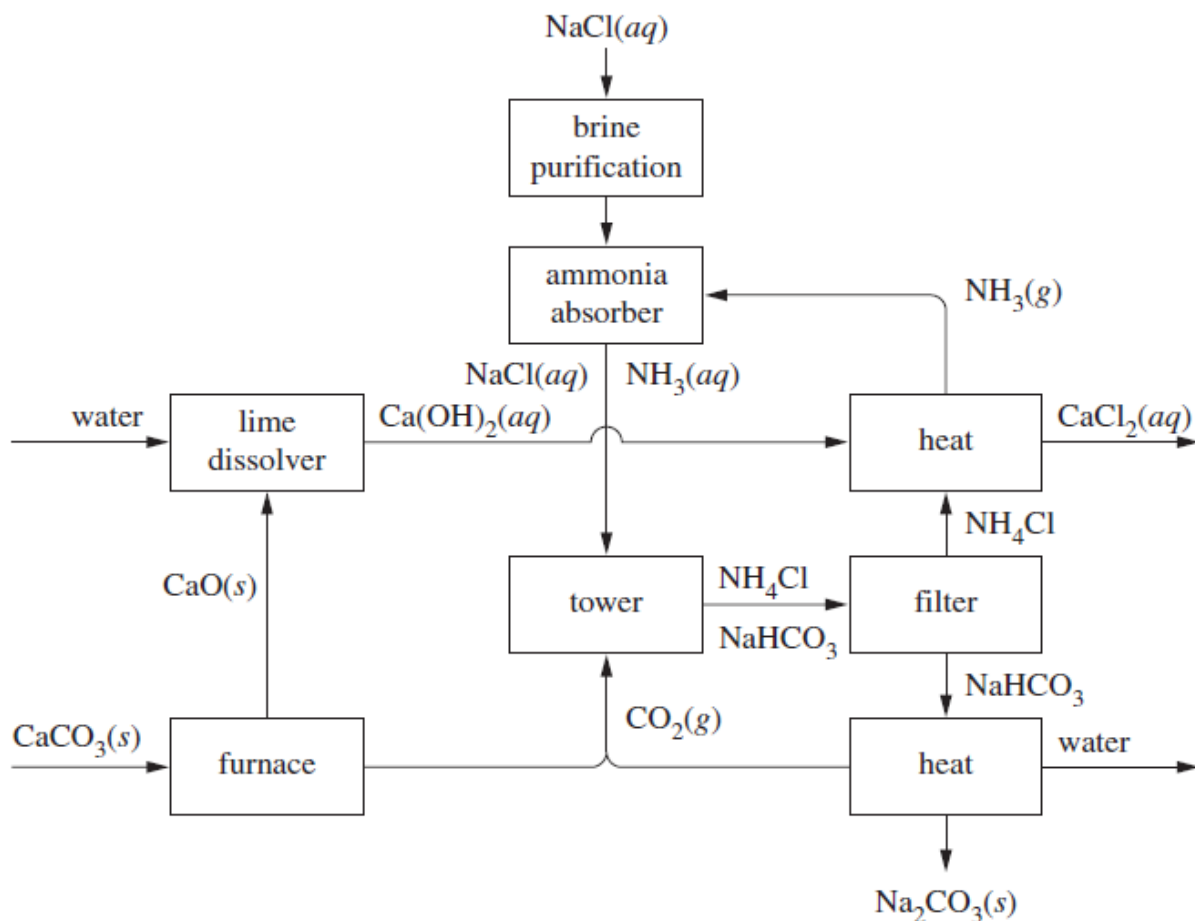 NaCl(aq)
brine
purification
ammonia
absorber
NH₃(g)
NaCl(aq) NH₃(aq)
water
lime
dissolver
Ca(OH)₂(aq)
heat
CaCl₂(aq)
NH₄Cl
CaO(s)
tower
NH₄Cl
NaHCO₃
filter
NaHCO₃
CaCO₃(s)
furnace
CO₂(g)
heat
water
Na₂CO₃(s)